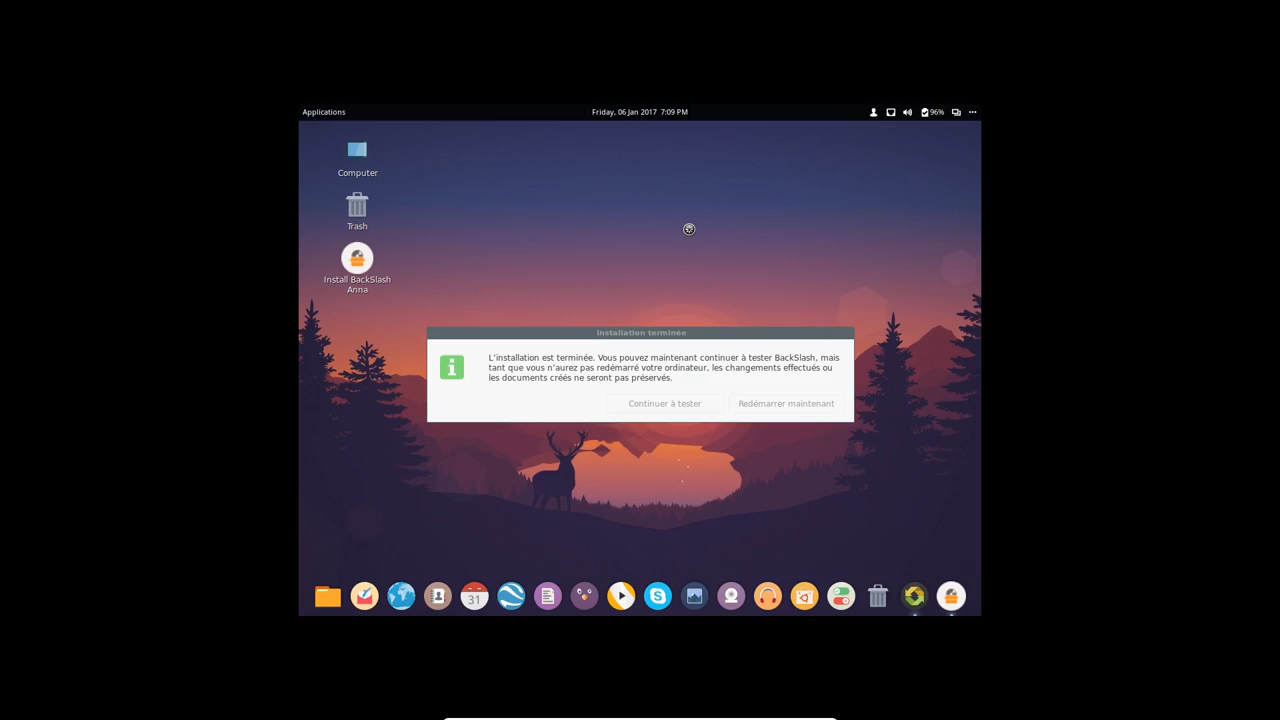 Applications
Friday, 06 Jan 2017 7:09 PM
96%
Computer
Trash
Install BackSlash
Anna
Installation terminée
L'installation est terminée. Vous pouvez maintenant continuer à tester BackSlash, mais
tant que vous n'aurez pas redémarré votre ordinateur, les changements effectués ou
les documents créés ne seront pas préservés.
Continuer à tester
Redémarrer maintenant
31